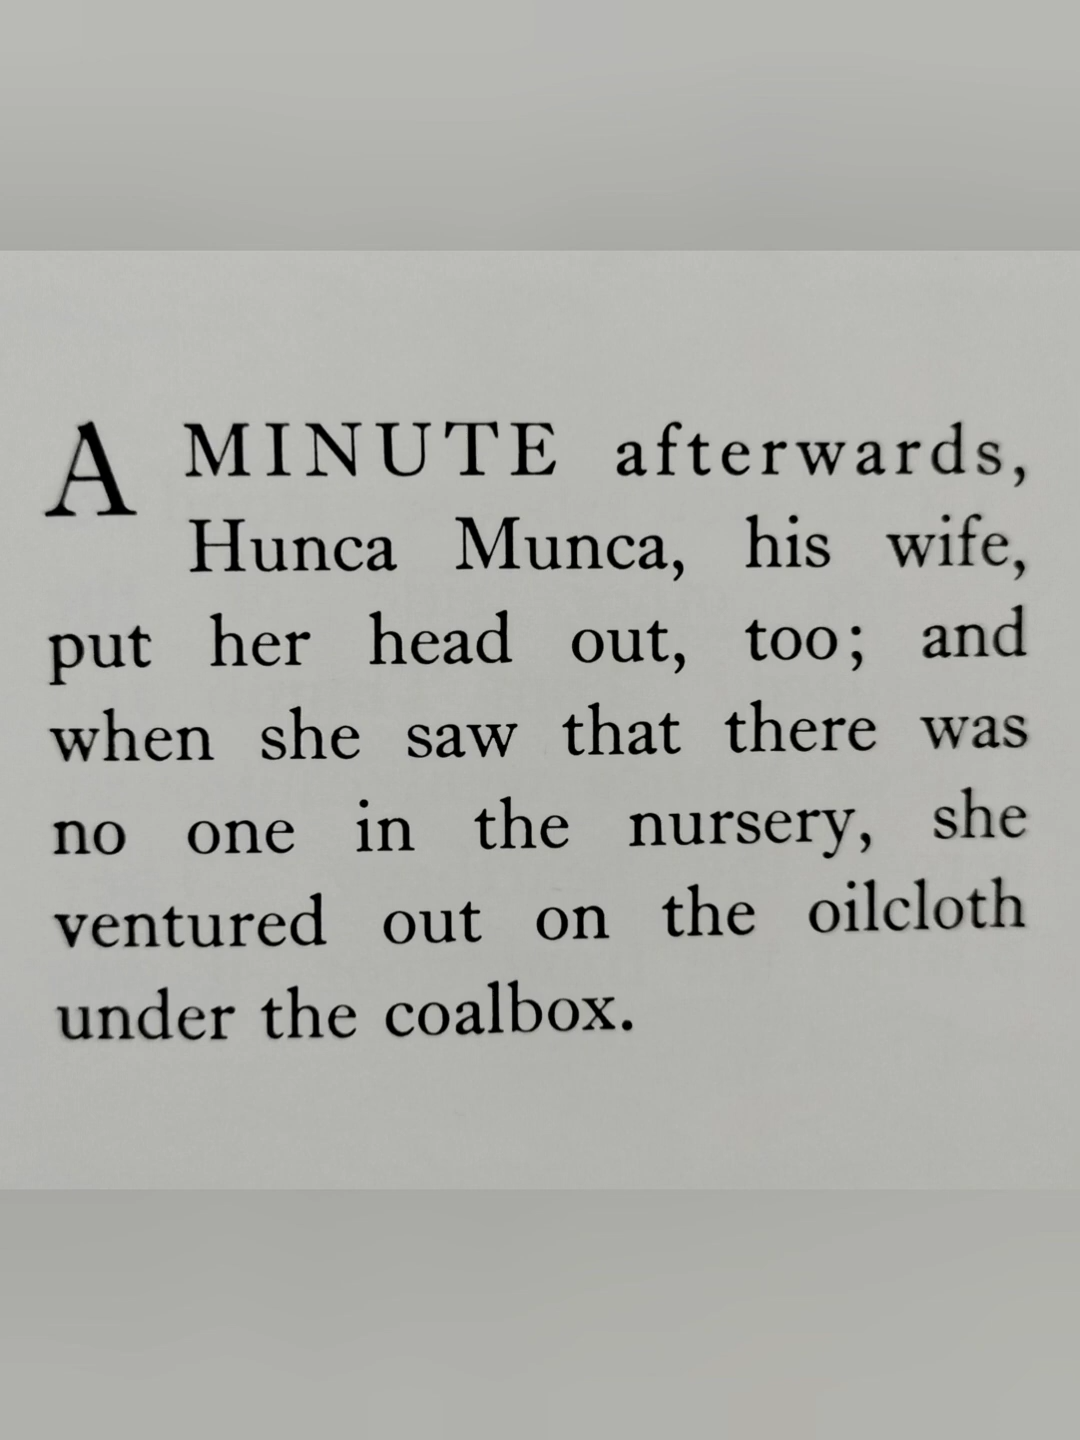 A MINUTE afterwards,
Hunca Munca, his wife,
put her head out, too; and
when she saw that there was
no one in the nursery, she
ventured out on the oilcloth
under the coalbox.